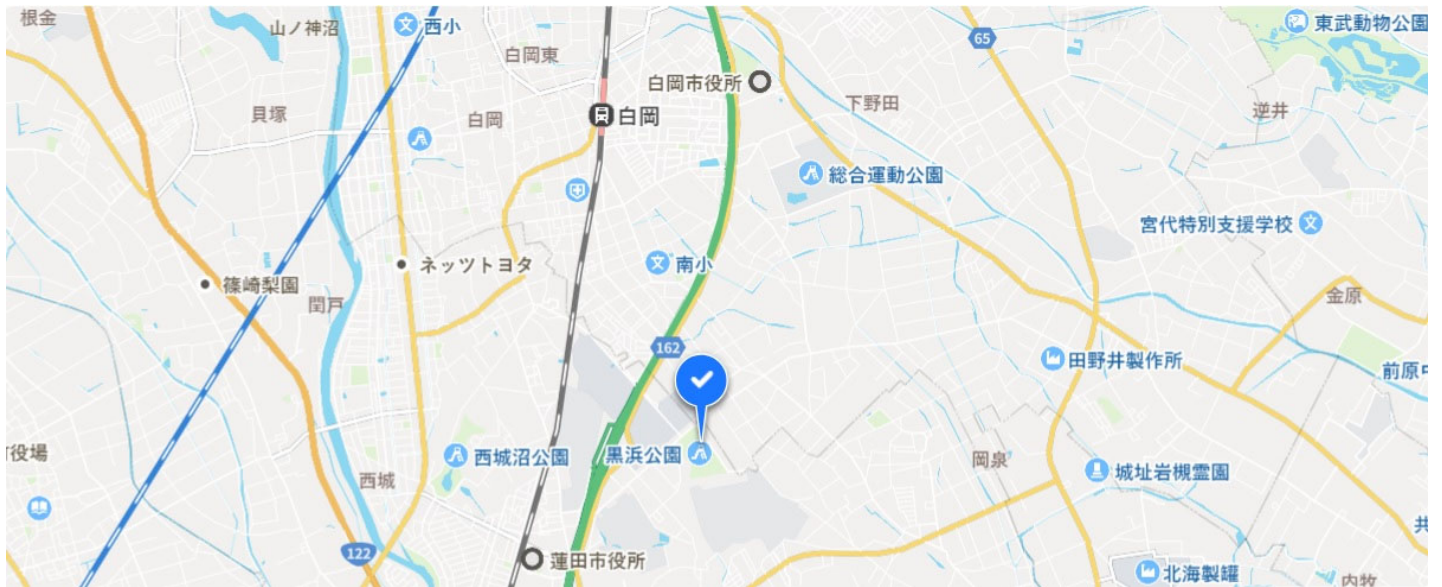 根金
山ノ神沼
西小
白岡東
65
東武動物公園
白岡市役所
下野田
貝塚
白岡
白岡
逆井
総合運動公園
宮代特別支援学校
ネッツトヨタ
南小
篠崎梨園
閏戸
金原
162
田野井製作所
前原中
役場
西城沼公園
黒浜公園
岡泉
城址岩槻霊園
西城
共
122
蓮田市役所
北海製罐
内牧